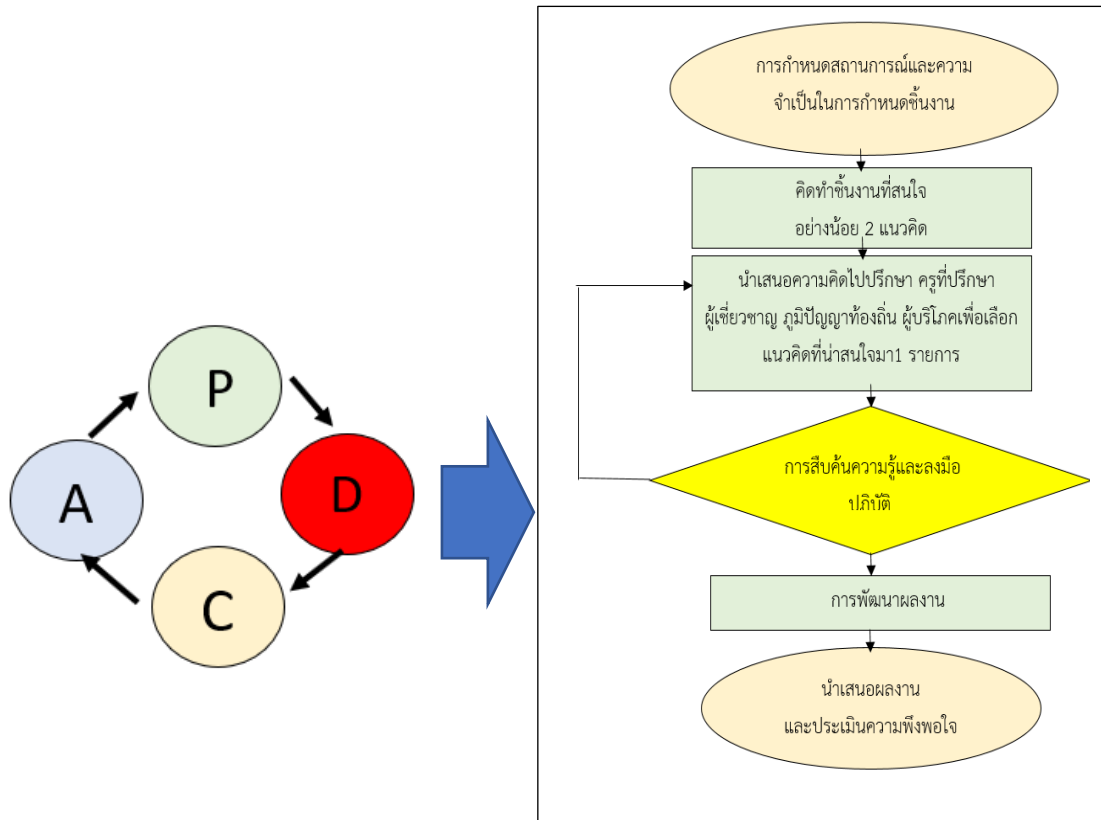 P
D
C
A
การกำหนดสถานการณ์และความ
จำเป็นในการกำหนดชิ้นงาน
คิดทำชิ้นงานที่สนใจ
อย่างน้อย 2 แนวคิด
นำเสนอความคิดไปปรึกษา ครูที่ปรึกษา
ผู้เชี่ยวชาญ ภูมิปัญญาท้องถิ่น ผู้บริโภคเพื่อเลือก
แนวคิดที่น่าสนใจมา1 รายการ
การสืบค้นความรู้และลงมือ
ปฏิบัติ
การพัฒนาผลงาน
นำเสนอผลงาน
และประเมินความพึงพอใจ